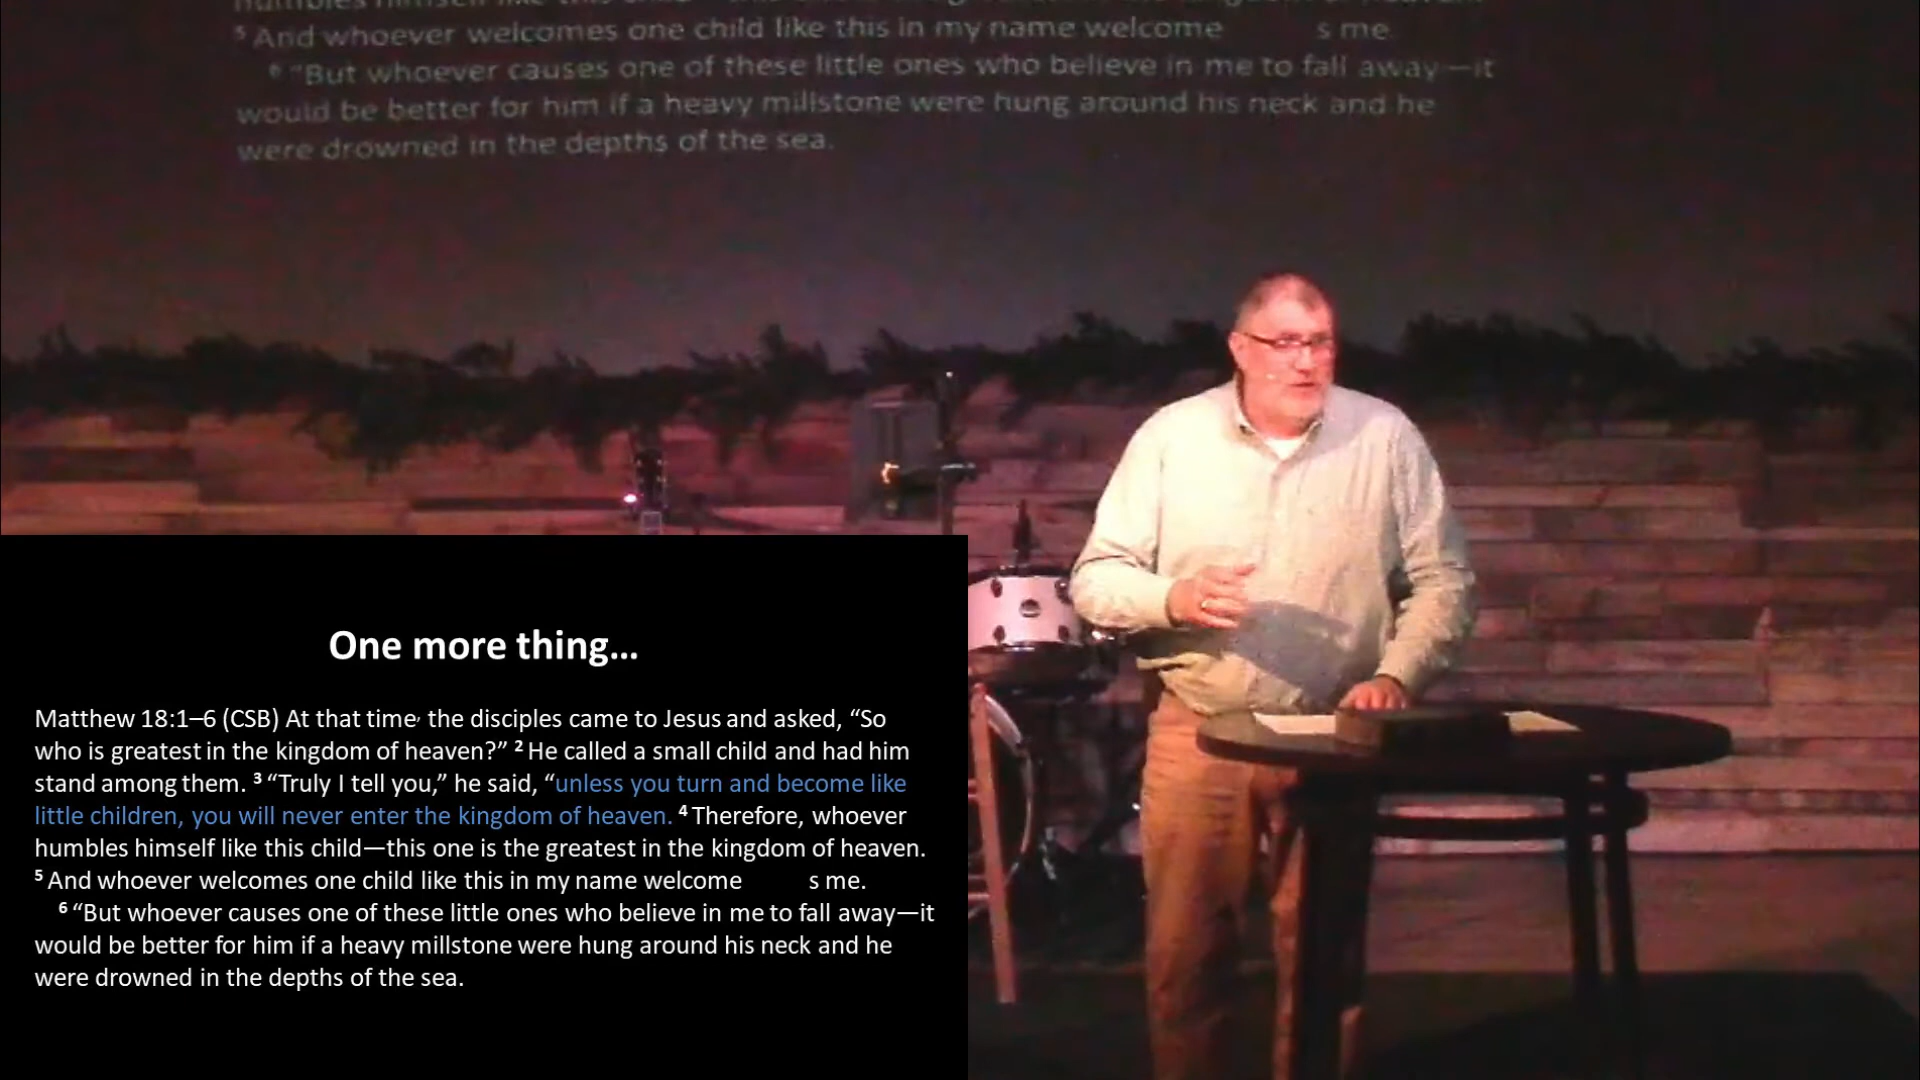 ⁵ And whoever welcomes one child like this in my name welcome s me.
⁶ "But whoever causes one of these little ones who believe in me to fall away—it
would be better for him if a heavy millstone were hung around his neck and he
were drowned in the depths of the sea.
One more thing...
Matthew 18:1–6 (CSB) At that time, the disciples came to Jesus and asked, “So
who is greatest in the kingdom of heaven?” ² He called a small child and had him
stand among them. ³ “Truly I tell you,” he said, “unless you turn and become like
little children, you will never enter the kingdom of heaven. ⁴ Therefore, whoever
humbles himself like this child—this one is the greatest in the kingdom of heaven.
⁵ And whoever welcomes one child like this in my name welcome s me.
⁶ “But whoever causes one of these little ones who believe in me to fall away—it
would be better for him if a heavy millstone were hung around his neck and he
were drowned in the depths of the sea.